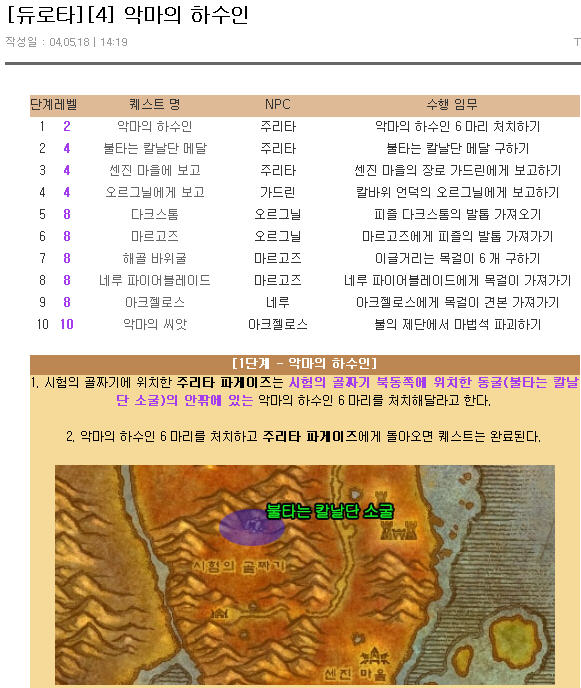 [듀로타][4] 악마의 하수인
작성일 : 04.05.18 | 14:19
T
단계 레벨 퀘스트 명 NPC 수행 임무
1 2 악마의 하수인 주리타 악마의 하수인 6마리 처치하기
2 4 불타는 칼날단 메달 주리타 불타는 칼날단 메달 구하기
3 4 센진 마을에 보고 주리타 센진 마을의 장로 가드린에게 보고하기
4 4 오르그닐에게 보고 가드린 칼바위 언덕의 오르그닐에게 보고하기
5 8 다크스톰 오르그닐 피즐 다크스톰의 발톱 가져오기
6 8 마르고즈 오르그닐 마르고즈에게 피즐의 발톱 가져가기
7 8 해골 바위굴 마르고즈 이글거리는 목걸이 6개 구하기
8 8 네루 파이어블레이드 마르고즈 네루 파이어블레이드에게 목걸이 가져가기
9 8 아크젤로스 네루 아크젤로스에게 목걸이 견본 가져가기
10 10 악마의 씨앗 아크젤로스 불의 제단에서 마법석 파괴하기
[1단계 - 악마의 하수인]
1. 시험의 골짜기에 위치한 주리타 파게이즈는 시험의 골짜기 북동쪽에 위치한 동굴(불타는 칼날
단 소굴)의 안팎에 있는 악마의 하수인 6마리를 처치해달라고 한다.
2. 악마의 하수인 6마리를 처치하고 주리타 파게이즈에게 돌아오면 퀘스트는 완료된다.
불타는 칼날단 소굴
시험의 골짜기
센진 마을